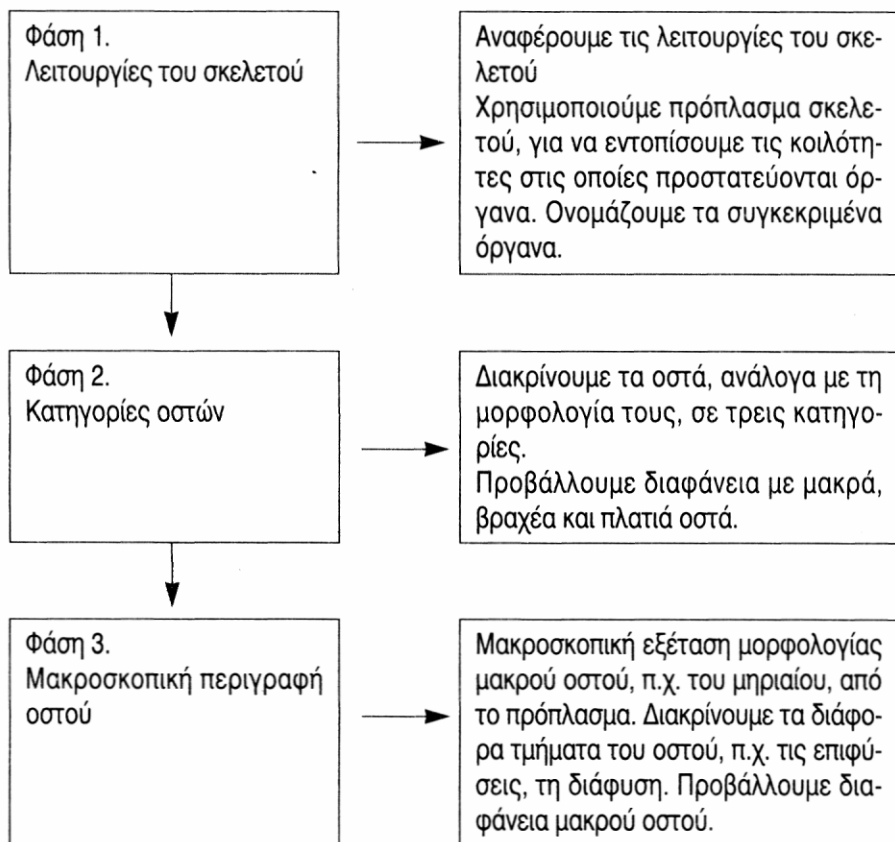 Φάση 1.
Λειτουργίες του σκελετού
Αναφέρουμε τις λειτουργίες του σκε-
λετού
Χρησιμοποιούμε πρόπλασμα σκελε-
τού, για να εντοπίσουμε τις κοιλότη-
τες στις οποίες προστατεύονται όρ-
γανα. Ονομάζουμε τα συγκεκριμένα
όργανα.
Φάση 2.
Κατηγορίες οστών
Διακρίνουμε τα οστά, ανάλογα με τη
μορφολογία τους, σε τρεις κατηγο-
ρίες.
Προβάλλουμε διαφάνεια με μακρά,
βραχέα και πλατιά οστά.
Φάση 3.
Μακροσκοπική περιγραφή
οστού
Μακροσκοπική εξέταση μορφολογίας
μακρού οστού, π.χ. του μηριαίου, από
το πρόπλασμα. Διακρίνουμε τα διάφο-
ρα τμήματα του οστού, π.χ. τις επιφύ-
σεις, τη διάφυση. Προβάλλουμε δια-
φάνεια μακρού οστού.